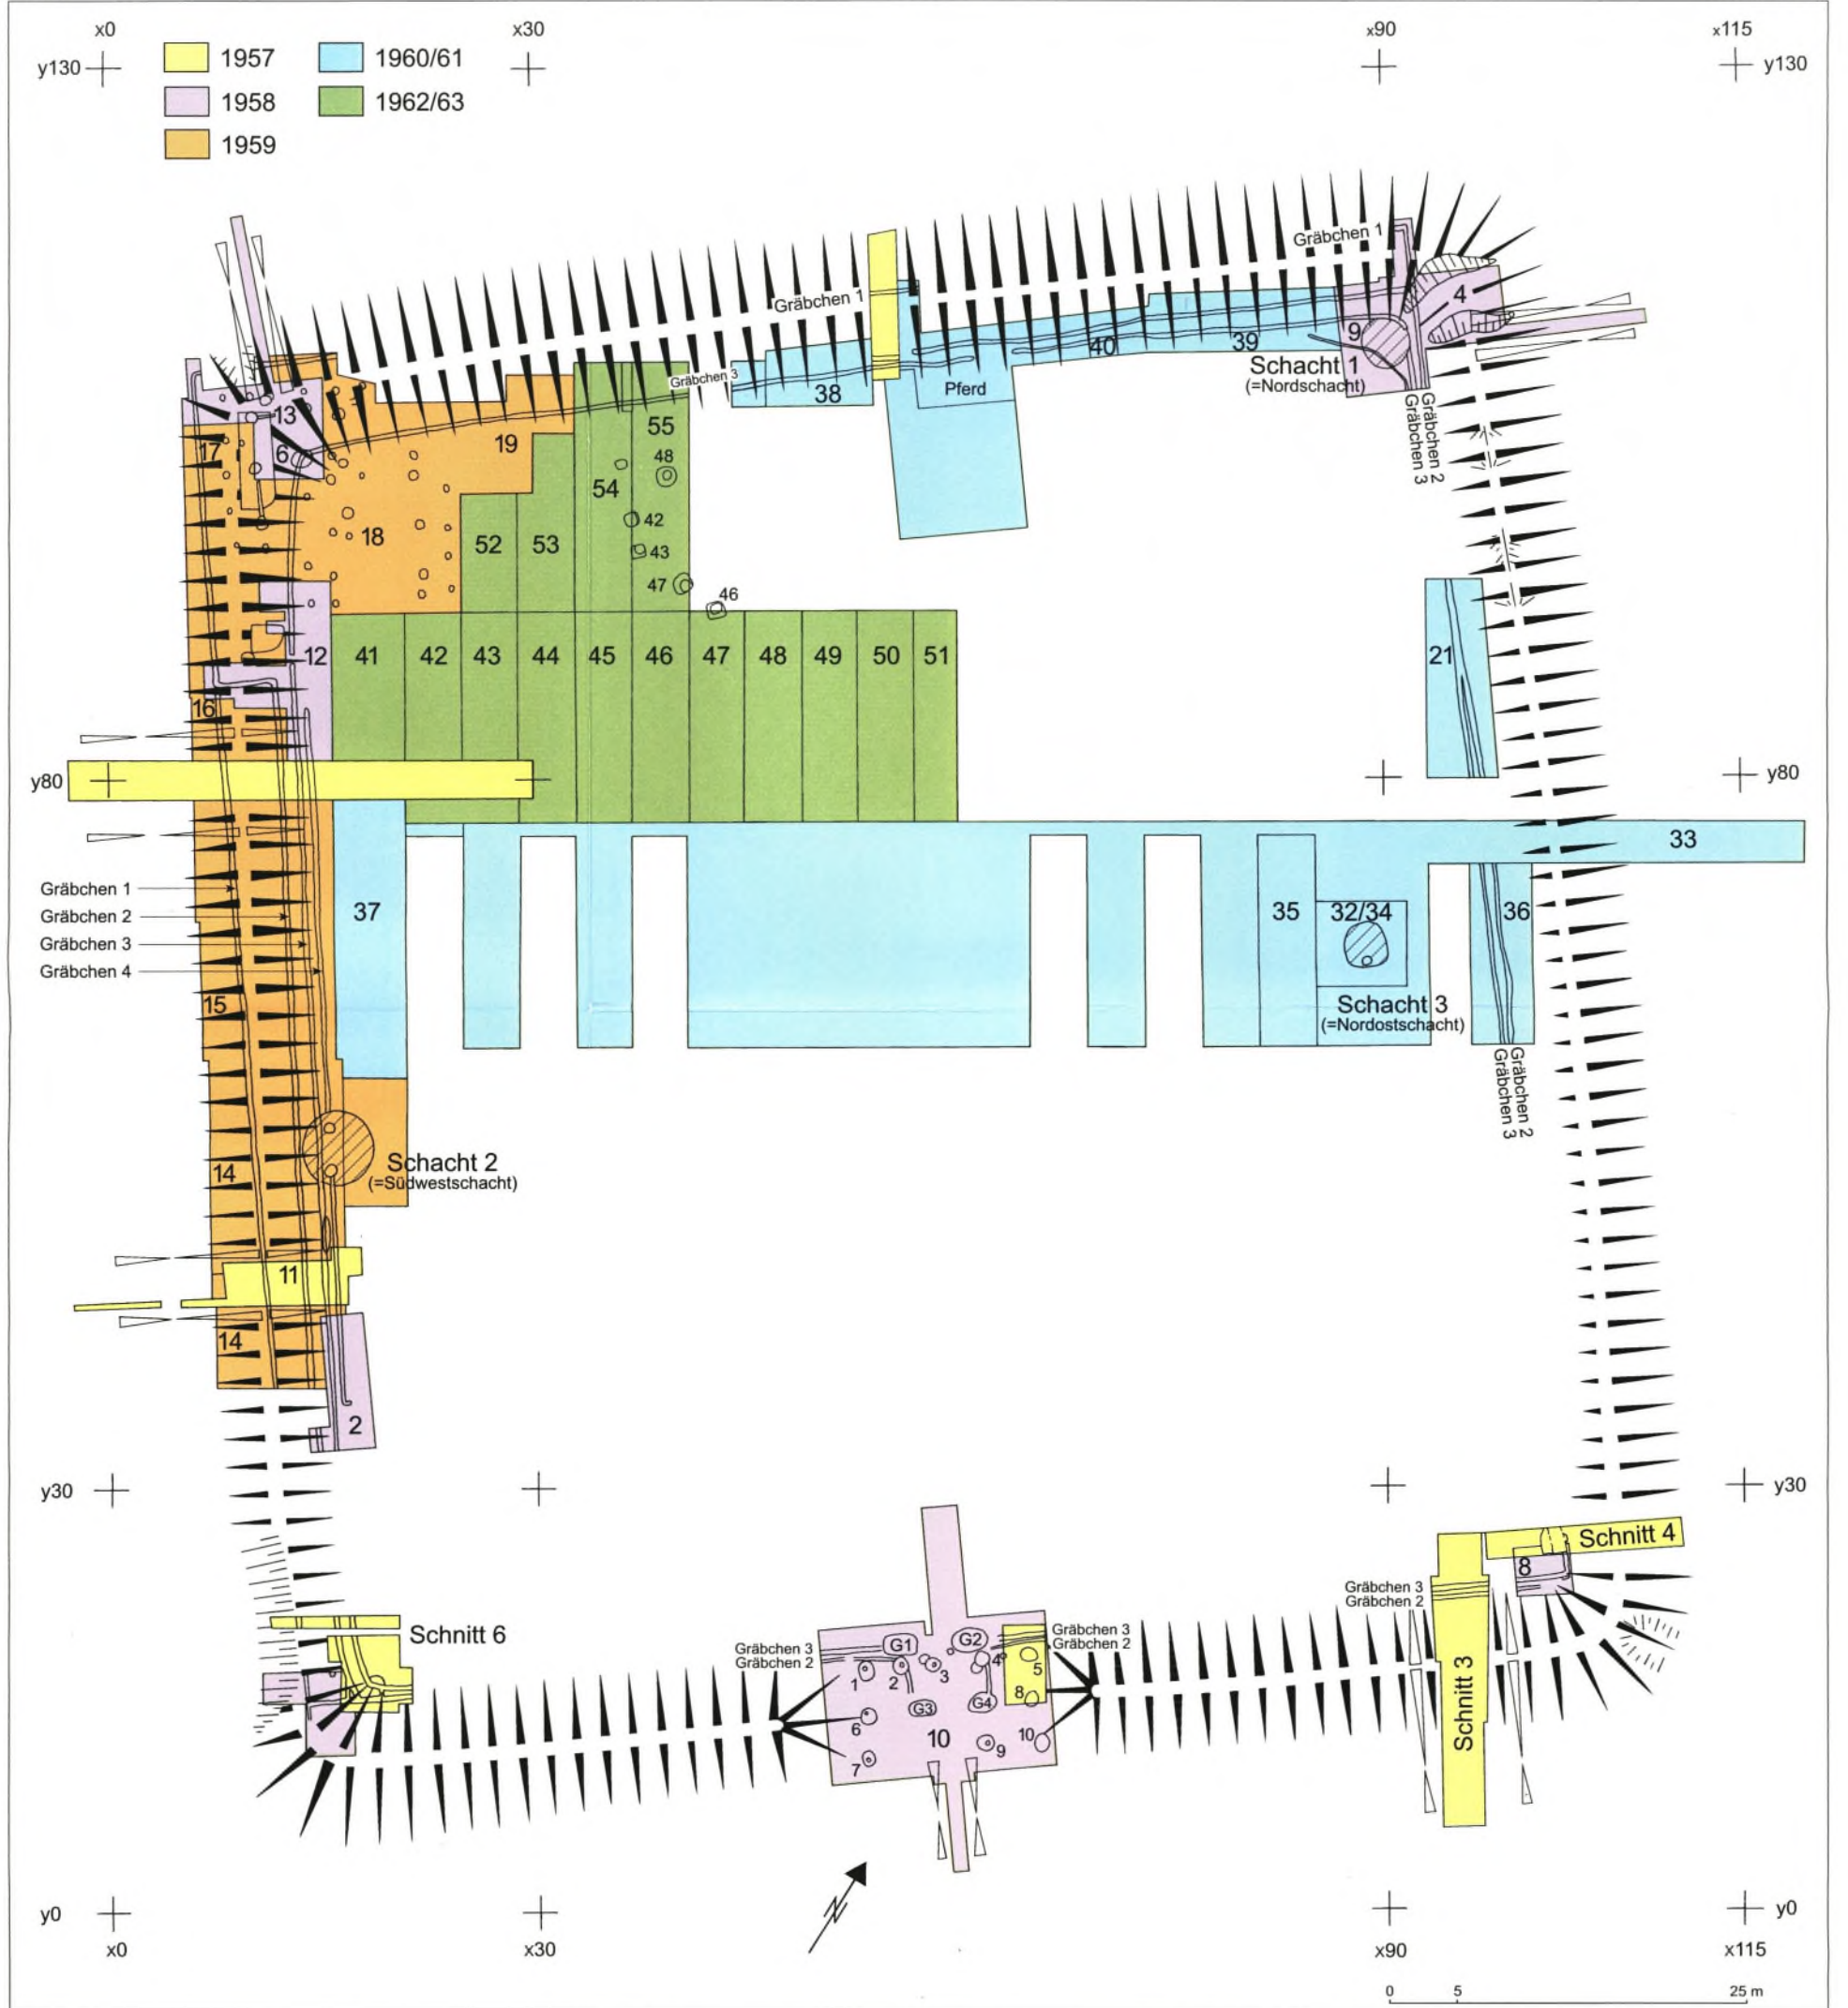 x0 x30 x90 x115
y130 y130
1957 1960/61
1958 1962/63
1959
Gräbchen 1
Gräbchen 1
4
9
40 39
Schacht 1
(=Nordschacht)
Gräbchen 3
38
Pferd
Gräbchen 2
Gräbchen 3
13
17 6 19 55
48
54
42
18 52 53
43
47 46
12 41 42 43 44 45 46 47 48 49 50 51
21
16
y80 y80
33
Gräbchen 1
Gräbchen 2
Gräbchen 3
Gräbchen 4
37
35 32/34 36
15
Schacht 3
(=Nordostschacht)
Gräbchen 2
Gräbchen 3
14
Schacht 2
(=Südwestschacht)
11
14
2
y30 y30
Schnitt 4
8
Gräbchen 3
Gräbchen 2
Schnitt 6
Gräbchen 3
Gräbchen 2
G1 G2
Gräbchen 3
Gräbchen 2
1 2 3 4 5
G3 G4 8
6
10 9 10
7
Schnitt 3
N
y0 y0
x0 x30 x90 x115
0 5 25 m